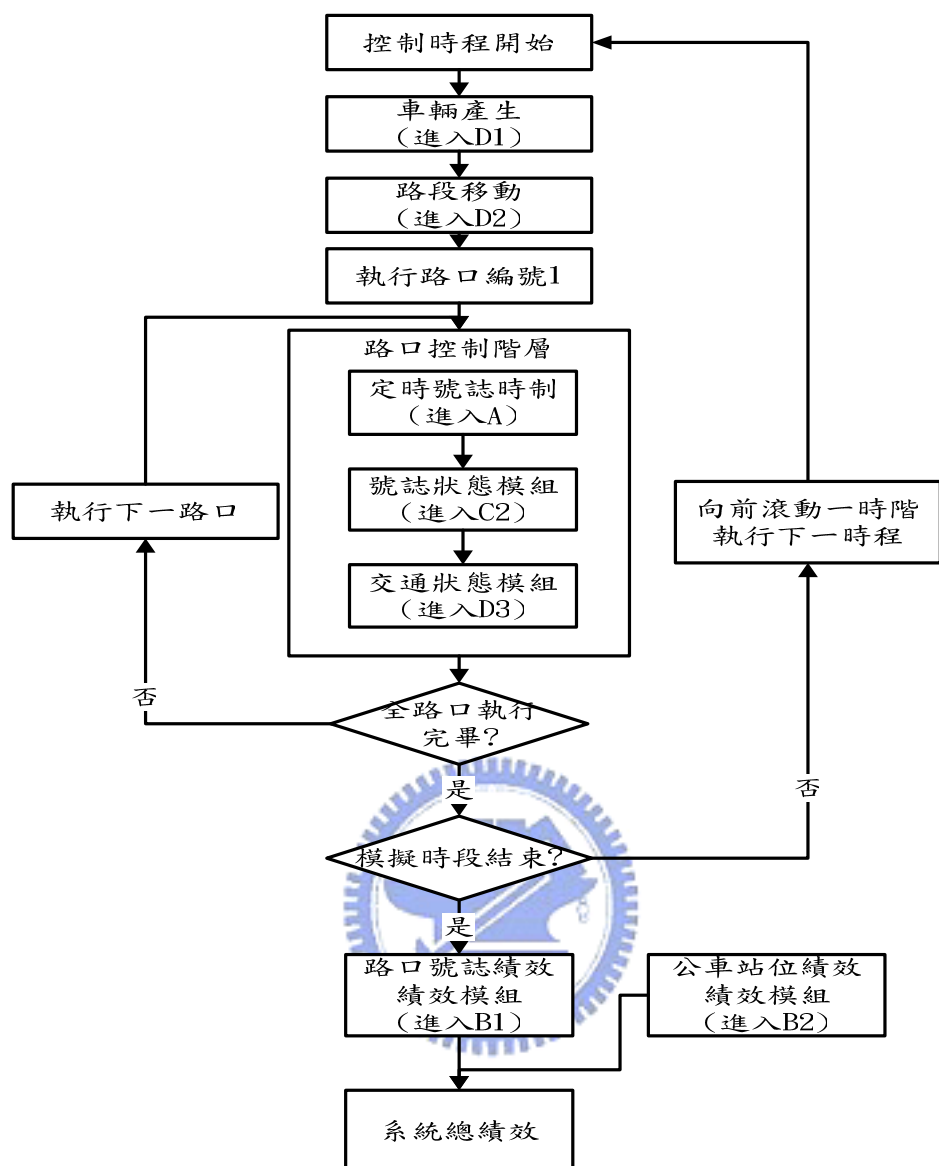 控制時程開始
車輛產生
(進入D1)
路段移動
(進入D2)
執行路口編號1
路口控制階層
定時號誌時制
(進入A)
號誌狀態模組
(進入C2)
交通狀態模組
(進入D3)
執行下一路口
向前滾動一時階
執行下一時程
否
全路口執行
完畢?
是
否
模擬時段結束?
是
路口號誌績效
績效模組
(進入B1)
公車站位績效
績效模組
(進入B2)
系統總績效